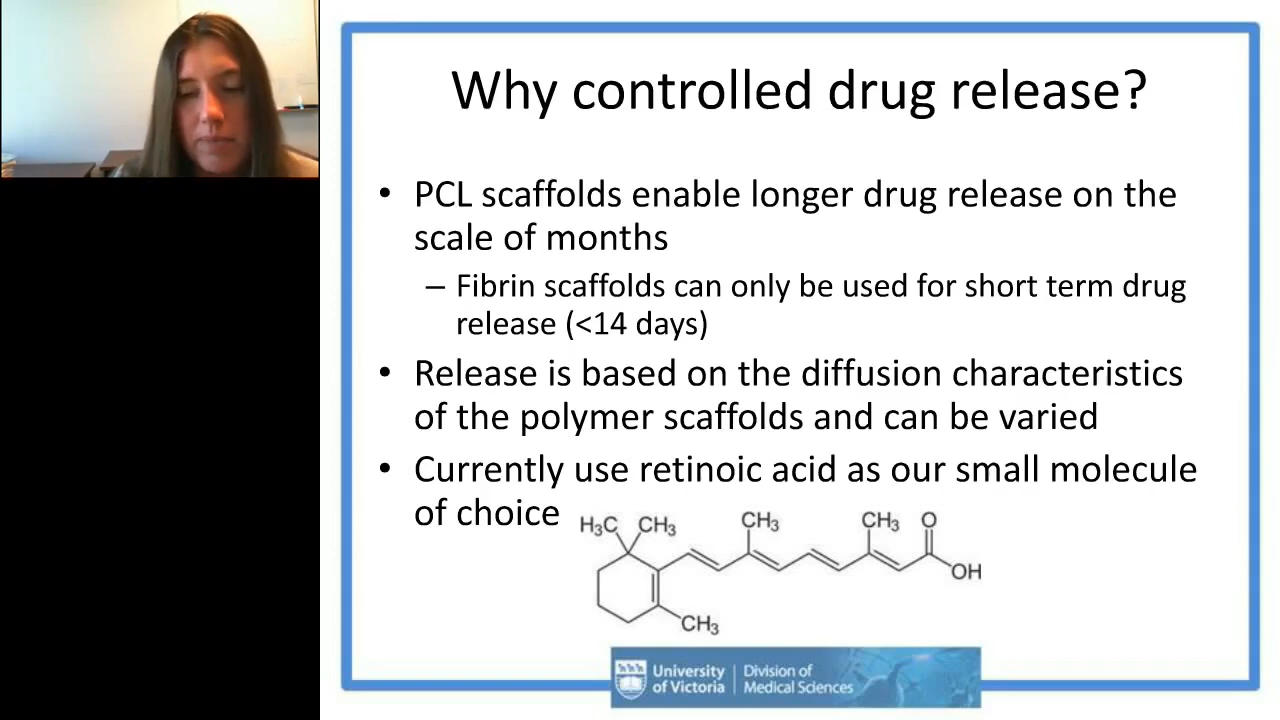 Why controlled drug release?
• PCL scaffolds enable longer drug release on the
scale of months
– Fibrin scaffolds can only be used for short term drug
release (<14 days)
• Release is based on the diffusion characteristics
of the polymer scaffolds and can be varied
• Currently use retinoic acid as our small molecule
of choice
H₃C CH₃ CH₃ CH₃ O
OH
CH₃
University of Victoria | Division of Medical Sciences